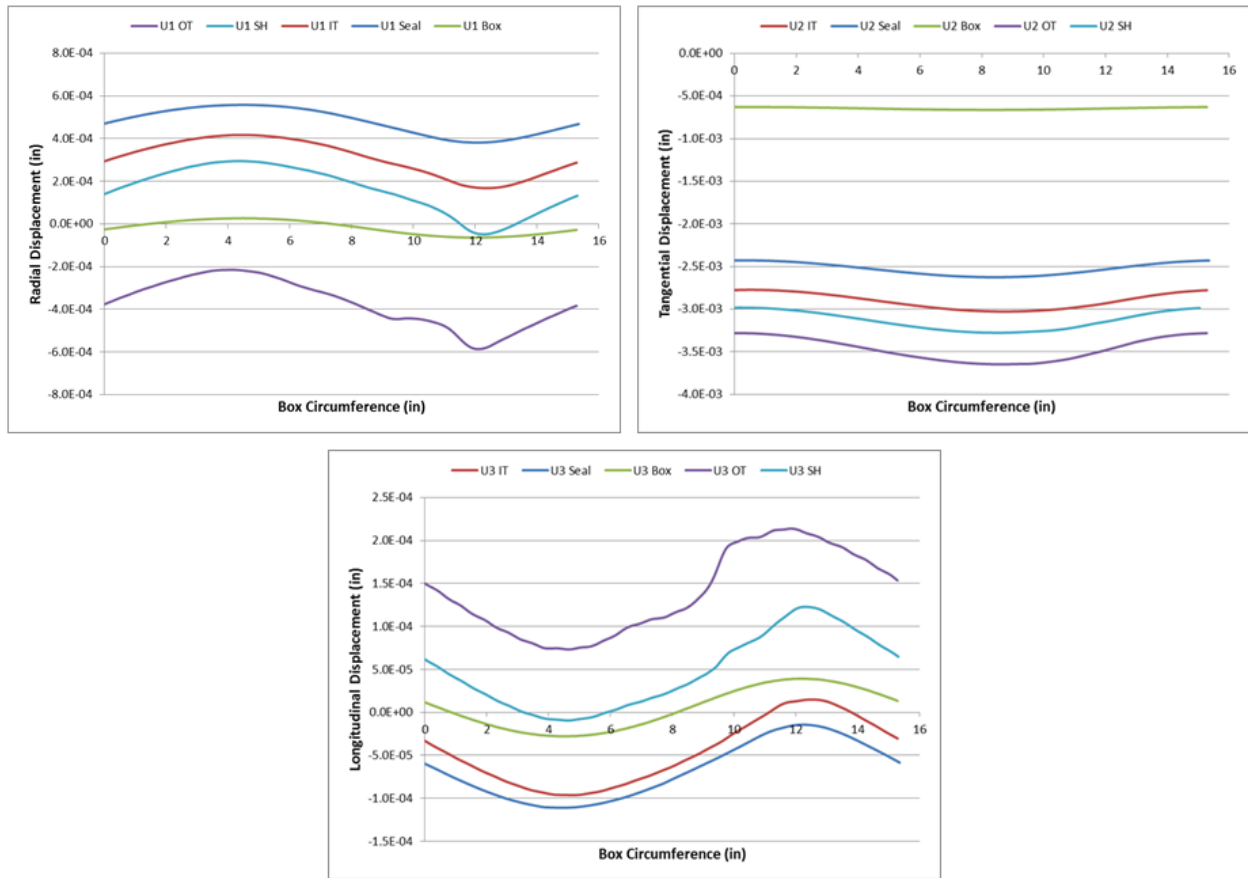 U1 OT U1 SH U1 IT U1 Seal U1 Box
8.0E-04
6.0E-04
4.0E-04
2.0E-04
0.0E+00
-2.0E-04
-4.0E-04
-6.0E-04
-8.0E-04
0 2 4 6 8 10 12 14 16
Radial Displacement (in)
Box Circumference (in)
U2 IT U2 Seal U2 Box U2 OT U2 SH
0.0E+00
-5.0E-04
-1.0E-03
-1.5E-03
-2.0E-03
-2.5E-03
-3.0E-03
-3.5E-03
-4.0E-03
0 2 4 6 8 10 12 14 16
Tangential Displacement (in)
Box Circumference (in)
U3 IT U3 Seal U3 Box U3 OT U3 SH
2.5E-04
2.0E-04
1.5E-04
1.0E-04
5.0E-05
0.0E+00
-5.0E-05
-1.0E-04
-1.5E-04
0 2 4 6 8 10 12 14 16
Longitudinal Displacement (in)
Box Circumference (in)